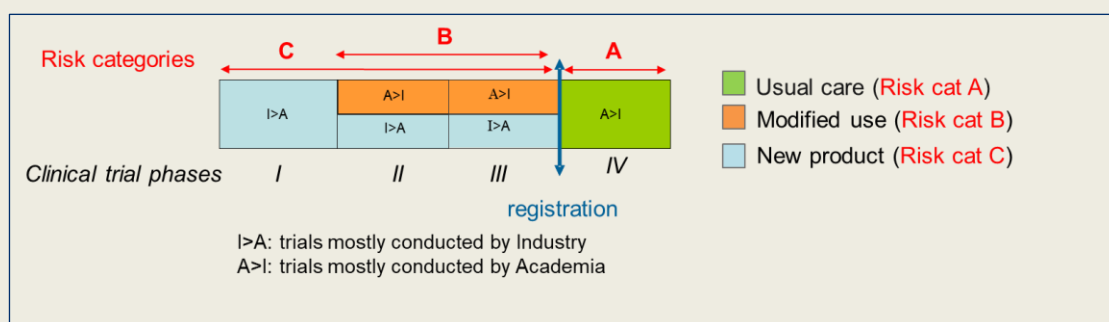 Risk categories
C
B
A
I>A
A>I
A>I
A>I
I>A
I>A
Clinical trial phases
I
II
III
IV
registration
Usual care (Risk cat A)
Modified use (Risk cat B)
New product (Risk cat C)
I>A: trials mostly conducted by Industry
A>I: trials mostly conducted by Academia